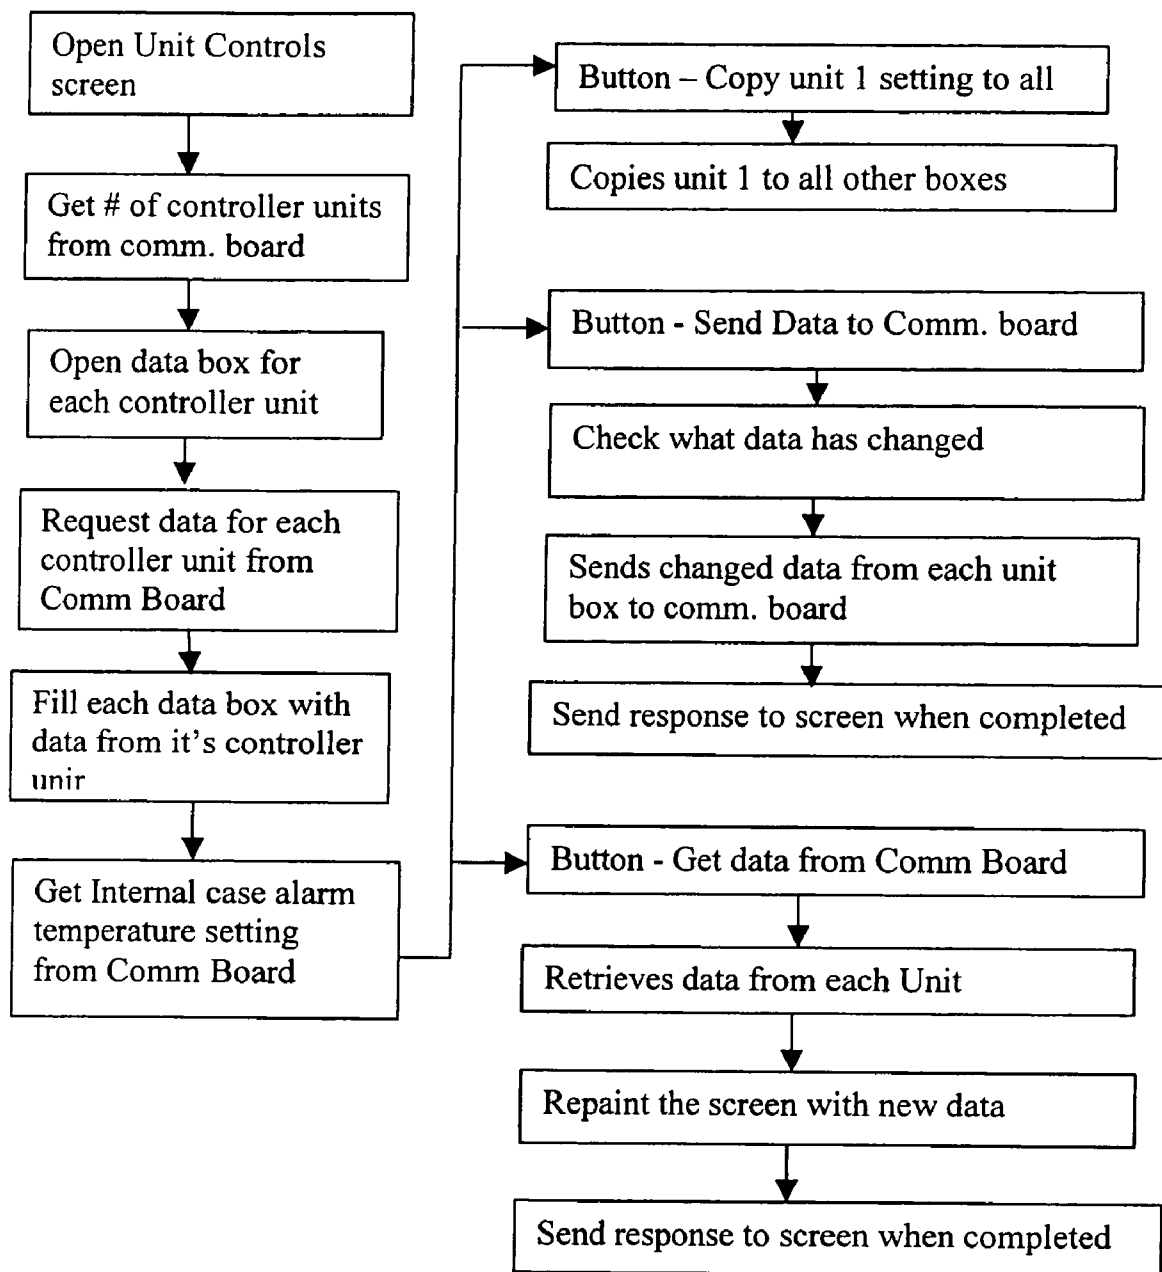 Open Unit Controls
screen
Get # of controller units
from comm. board
Open data box for
each controller unit
Request data for each
controller unit from
Comm Board
Fill each data box with
data from it's controller
unir
Get Internal case alarm
temperature setting
from Comm Board
Button – Copy unit 1 setting to all
Copies unit 1 to all other boxes
Button - Send Data to Comm. board
Check what data has changed
Sends changed data from each unit
box to comm. board
Send response to screen when completed
Button - Get data from Comm Board
Retrieves data from each Unit
Repaint the screen with new data
Send response to screen when completed